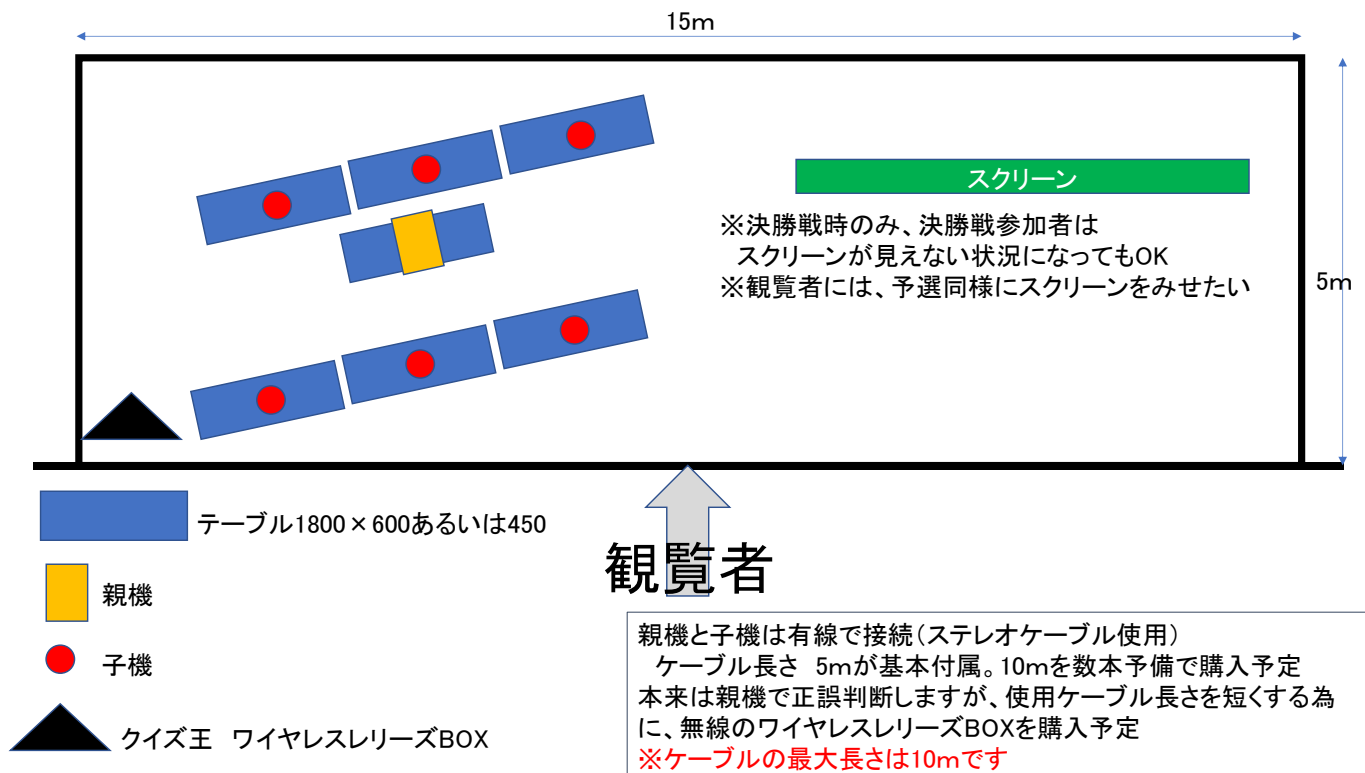 15m
スクリーン
※決勝戦時のみ、決勝戦参加者は
スクリーンが見えない状況になってもOK
※観覧者には、予選同様にスクリーンをみせたい
5m
テーブル1800×600あるいは450
観覧者
親機
子機
クイズ王　ワイヤレスレリーズBOX
親機と子機は有線で接続(ステレオケーブル使用)
ケーブル長さ　5mが基本付属。10mを数本予備で購入予定
本来は親機で正誤判断しますが、使用ケーブル長さを短くする為
に、無線のワイヤレスレリーズBOXを購入予定
※ケーブルの最大長さは10mです